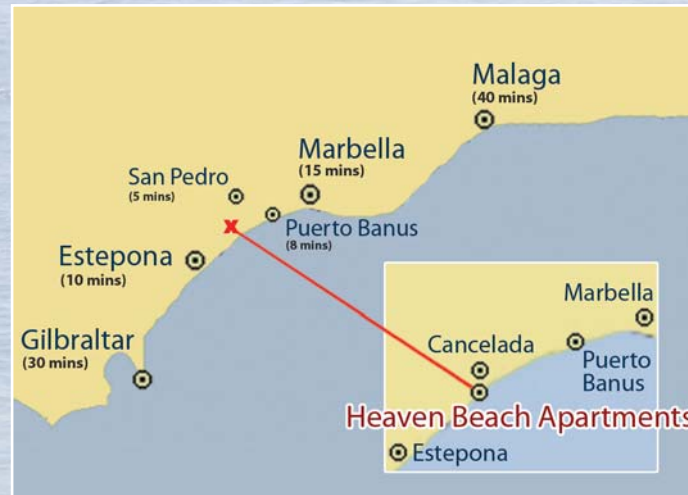 Malaga
(40 mins)
Marbella
(15 mins)
San Pedro
(5 mins)
x
Puerto Banus
(8 mins)
Estepona
(10 mins)
Gilbraltar
(30 mins)
Marbella
Cancelada
Puerto
Banus
Heaven Beach Apartments
Estepona